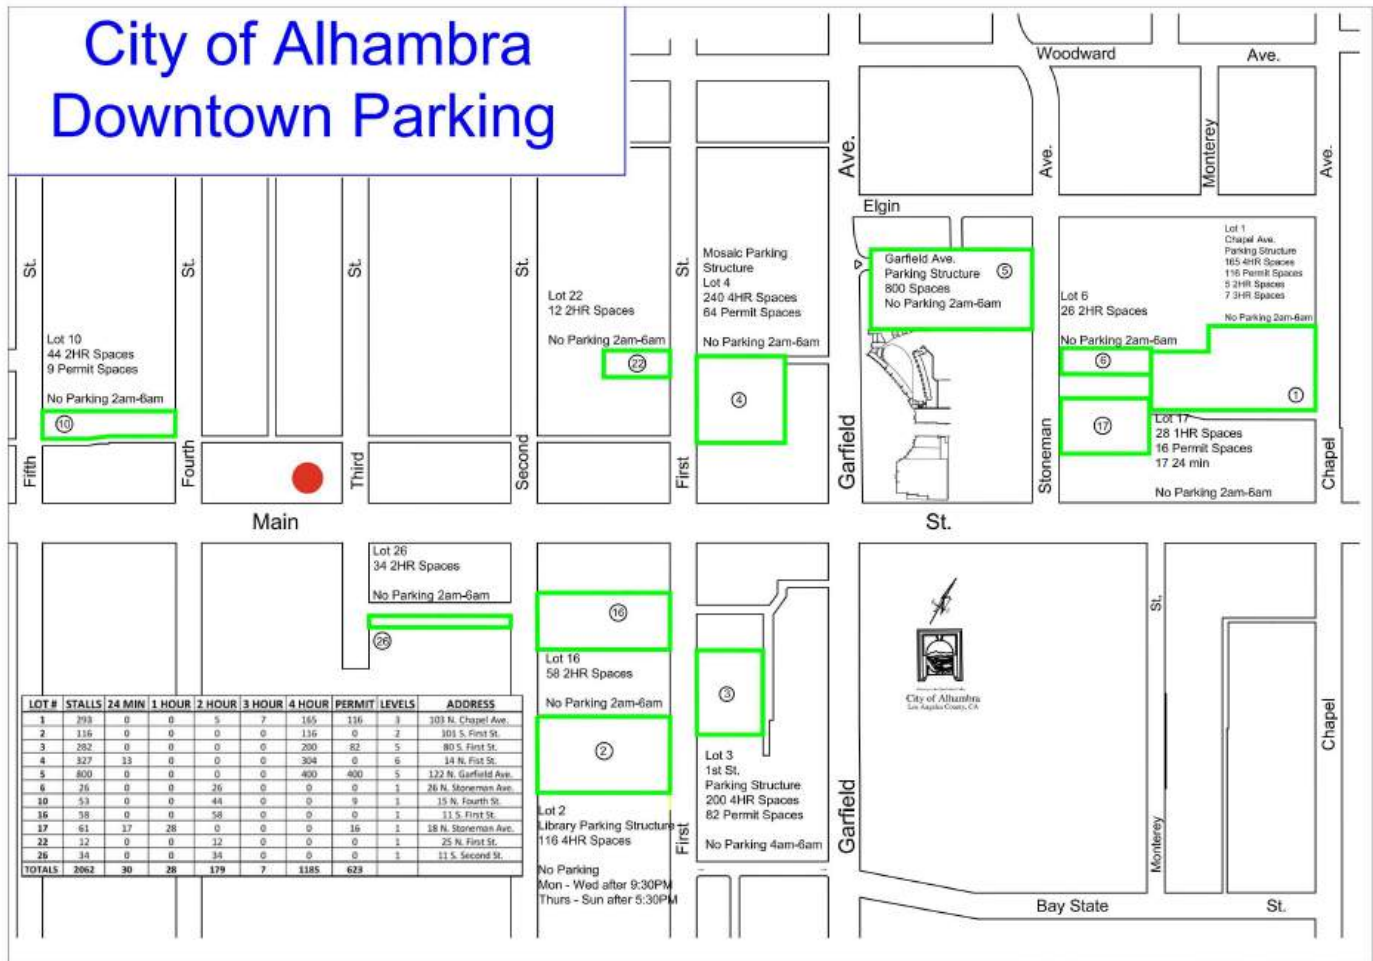 City of Alhambra
Downtown Parking
Woodward Ave.
Ave.
Ave.
Monterey
Ave.
Elgin
St.
St.
St.
St.
St.
Lot 10
44 2HR Spaces
9 Permit Spaces
No Parking 2am-6am
10
Lot 22
12 2HR Spaces
No Parking 2am-6am
22
Mosaic Parking
Structure
Lot 4
240 4HR Spaces
64 Permit Spaces
No Parking 2am-6am
4
Garfield Ave.
Parking Structure
800 Spaces
No Parking 2am-6am
5
Lot 6
26 2HR Spaces
No Parking 2am-6am
6
Lot 1
Chapel Ave.
Parking Structure
165 4HR Spaces
116 Permit Spaces
5 2HR Spaces
7 3HR Spaces
No Parking 2am-6am
1
17
Lot 17
28 1HR Spaces
16 Permit Spaces
17 24 min
No Parking 2am-6am
Fifth
Fourth
Third
Second
First
Garfield
Stoneman
Chapel
Main St.
Lot 26
34 2HR Spaces
No Parking 2am-6am
26
16
Lot 16
58 2HR Spaces
No Parking 2am-6am
2
Lot 2
Library Parking Structure
116 4HR Spaces
No Parking
Mon - Wed after 9:30PM
Thurs - Sun after 5:30PM
3
Lot 3
1st St.
Parking Structure
200 4HR Spaces
82 Permit Spaces
No Parking 4am-6am
First
Garfield
City of Alhambra
Los Angeles County, CA
St.
Monterey
Chapel
Bay State St.
LOT # STALLS 24 MIN 1 HOUR 2 HOUR 3 HOUR 4 HOUR PERMIT LEVELS ADDRESS
1 293 0 0 5 7 165 116 3 103 N. Chapel Ave.
2 116 0 0 0 0 116 0 2 101 S. First St.
3 282 0 0 0 0 200 82 5 80 S. First St.
4 327 13 0 0 0 304 0 6 14 N. Fist St.
5 800 0 0 0 0 400 400 5 122 N. Garfield Ave.
6 26 0 0 26 0 0 0 1 26 N. Stoneman Ave.
10 53 0 0 44 0 0 9 1 15 N. Fourth St.
16 58 0 0 58 0 0 0 1 11 S. First St.
17 61 17 28 0 0 0 16 1 18 N. Stoneman Ave.
22 12 0 0 12 0 0 0 1 25 N. First St.
26 34 0 0 34 0 0 0 1 11 S. Second St.
TOTALS 2062 30 28 179 7 1185 623